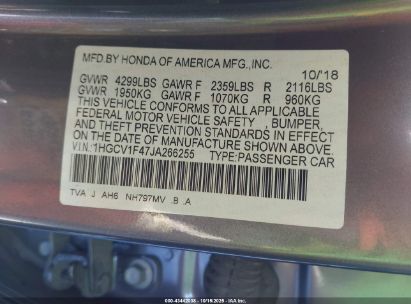 MFD.BY HONDA OF AMERICA MFG.,INC. 10/'18
GVWR 4299LBS GAWR F 2359LBS R 2116LBS
GVWR 1950KG GAWR F 1070KG R 960KG
THIS VEHICLE CONFORMS TO ALL APPLICABLE
FEDERAL MOTOR VEHICLE SAFETY, BUMPER,
AND THEFT PREVENTION STANDARDS IN EFFECT
ON THE DATE OF MANUFACTURE SHOWN ABOVE.
V.I.N:1HGCV1F47JA266255 TYPE:PASSENGER CAR
TVA J AH6 NH797MV .B .A